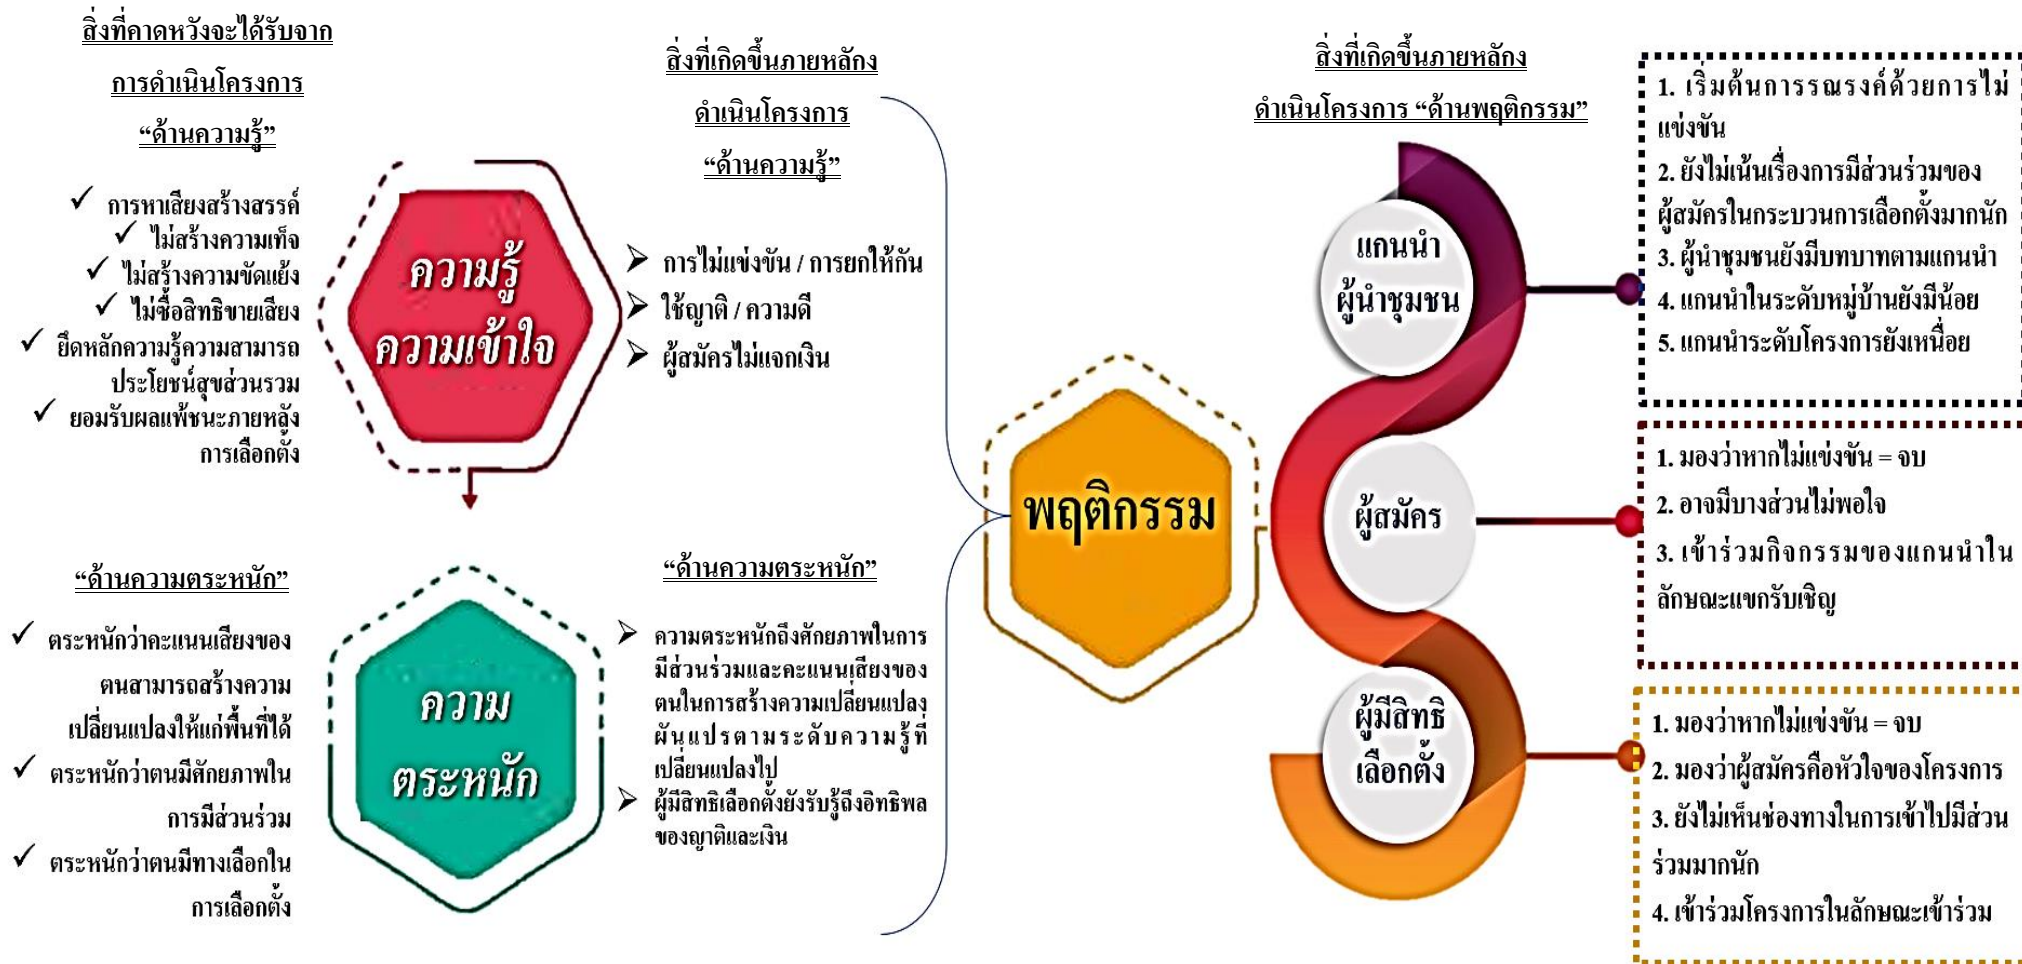 สิ่งที่คาดหวังจะได้รับจาก
การดำเนินโครงการ
“ด้านความรู้”
การหาเสียงสร้างสรรค์
ไม่สร้างความเท็จ
ไม่สร้างความขัดแย้ง
ไม่ซื้อสิทธิขายเสียง
ยึดหลักความรู้ความสามารถ
ประโยชน์สุขส่วนรวม
ยอมรับผลแพ้ชนะภายหลัง
การเลือกตั้ง
ความรู้
ความเข้าใจ
สิ่งที่เกิดขึ้นภายหลักง
ดำเนินโครงการ
“ด้านความรู้”
การไม่แข่งขัน / การยกให้กัน
ใช้ญาติ / ความดี
ผู้สมัครไม่แจกเงิน
“ด้านความตระหนัก”
ตระหนักว่าคะแนนเสียงของ
ตนสามารถสร้างความ
เปลี่ยนแปลงให้แก่พื้นที่ได้
ตระหนักว่าตนมีศักยภาพใน
การมีส่วนร่วม
ตระหนักว่าตนมีทางเลือกใน
การเลือกตั้ง
ความ
ตระหนัก
“ด้านความตระหนัก”
ความตระหนักถึงศักยภาพในการ
มีส่วนร่วมและคะแนนเสียงของ
ตนในการสร้างความเปลี่ยนแปลง
ผันแปรตามระดับความรู้ที่
เปลี่ยนแปลงไป
ผู้มีสิทธิเลือกตั้งยังรับรู้ถึงอิทธิพล
ของญาติและเงิน
พฤติกรรม
สิ่งที่เกิดขึ้นภายหลักง
ดำเนินโครงการ “ด้านพฤติกรรม”
แกนนำ
ผู้นำชุมชน
1. เริ่มต้นการรณรงค์ด้วยการไม่
แข่งขัน
2. ยังไม่เน้นเรื่องการมีส่วนร่วมของ
ผู้สมัครในกระบวนการเลือกตั้งมากนัก
3. ผู้นำชุมชนยังมีบทบาทตามแกนนำ
4. แกนนำในระดับหมู่บ้านยังมีน้อย
5. แกนนำระดับโครงการยังเหนื่อย
ผู้สมัคร
1. มองว่าหากไม่แข่งขัน = จบ
2. อาจมีบางส่วนไม่พอใจ
3. เข้าร่วมกิจกรรมของแกนนำใน
ลักษณะแขกรับเชิญ
ผู้มีสิทธิ
เลือกตั้ง
1. มองว่าหากไม่แข่งขัน = จบ
2. มองว่าผู้สมัครคือหัวใจของโครงการ
3. ยังไม่เห็นช่องทางในการเข้าไปมีส่วน
ร่วมมากนัก
4. เข้าร่วมโครงการในลักษณะเข้าร่วม